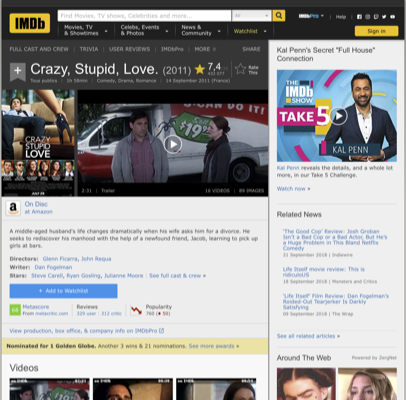 IMDb
Find Movies, TV shows, Celebrities and more...
All
IMDbPro
Help
Movies, TV & Showtimes
Celebs, Events & Photos
News & Community
Watchlist
Sign in
FULL CAST AND CREW | TRIVIA | USER REVIEWS | IMDbPro | MORE
SHARE
Crazy, Stupid, Love. (2011)
7,4
Rate This
Tous publics | 1h 58min | Comedy, Drama, Romance | 14 September 2011 (France)
CRAZY
STUPID
LOVE
2:31 | Trailer
16 VIDEOS | 89 IMAGES
On Disc
at Amazon
A middle-aged husband's life changes dramatically when his wife asks him for a divorce. He
seeks to rediscover his manhood with the help of a newfound friend, Jacob, learning to pick up
girls at bars.
Directors: Glenn Ficarra, John Requa
Writer: Dan Fogelman
Stars: Steve Carell, Ryan Gosling, Julianne Moore | See full cast & crew »
+ Add to Watchlist
68
Metascore
From metacritic.com
Reviews
329 user | 313 critic
Popularity
View production, box office, & company info on IMDbPro
Nominated for 1 Golden Globe. Another 3 wins & 21 nominations. See more awards »
Videos
Kal Penn's Secret "Full House"
Connection
THE
IMDb
SHOW
TAKE 5
KAL PENN
Kal Penn reveals the details, and a whole lot
more, in our Take 5 Challenge.
Watch now »
Related News
'The Good Cop' Review: Josh Groban
Isn't a Bad Cop or a Bad Actor, But He's
a Huge Problem in This Bland Netflix
Comedy
21 September 2018 | Indiewire
Life Itself movie review: this is
ridiculoUS
18 September 2018 | Monsters and Critics
'Life Itself' Film Review: Dan Fogelman's
Rooted-Out Tearjerker Is Darkly
Satisfying
09 September 2018 | The Wrap
See all related articles »
Around The Web
Powered by ZergNet